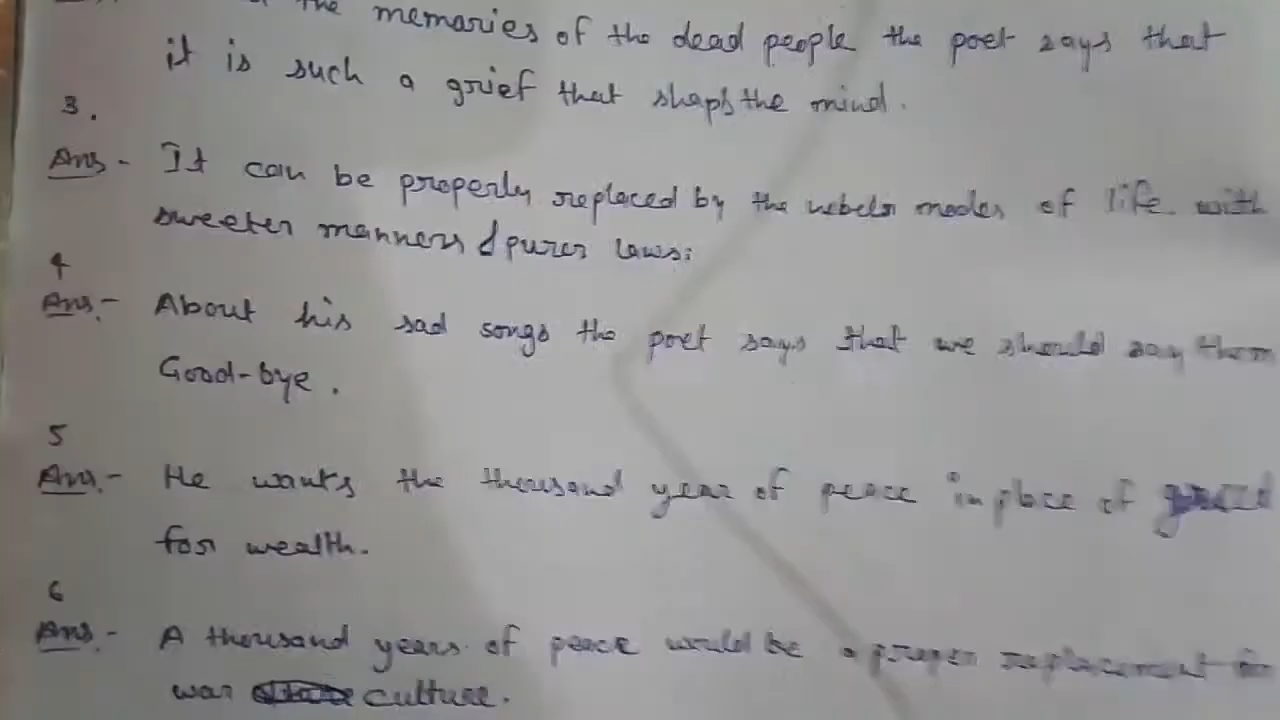 the memories of the dead people the poet says that
it is such a grief that shaps the mind.
3.
Ans- It can be properly replaced by the nobelr modes of life with
sweeter manners & purer laws.
4
Ans.- About his sad songs the poet says that we should say them
Good-bye.
5
Ans.- He wants the thousand year of peace in place of
for wealth.
6
Ans.- A thousand years of peace would be a proper replacement
war culture.